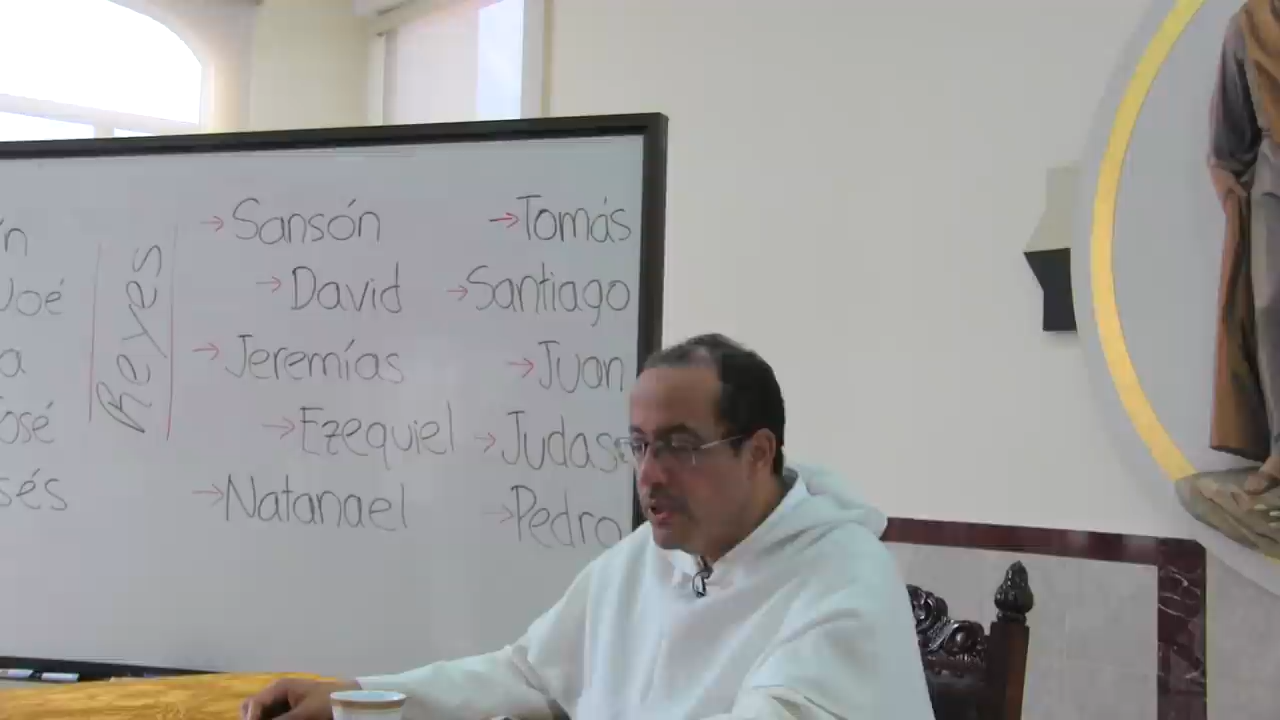 Reyes
→Sansón
→David
→Jeremías
→Ezequiel
→Natanael
→Tomás
→Santiago
→Juan
→Judas
→Pedro